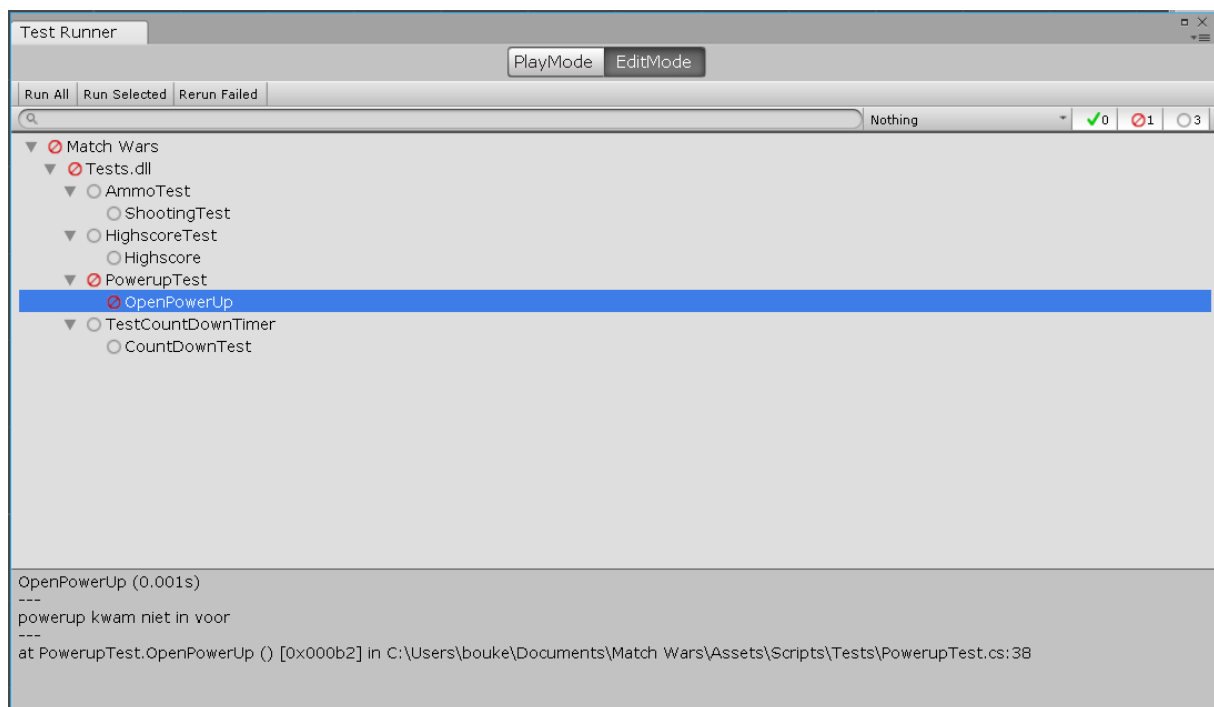 Test Runner
PlayMode EditMode
Run All Run Selected Rerun Failed
Nothing 0 1 3
Match Wars
Tests.dll
AmmoTest
ShootingTest
HighscoreTest
Highscore
PowerupTest
OpenPowerUp
TestCountDownTimer
CountDownTest
OpenPowerUp (0.001s)
---
powerup kwam niet in voor
---
at PowerupTest.OpenPowerUp () [0x000b2] in C:\Users\bouke\Documents\Match Wars\Assets\Scripts\Tests\PowerupTest.cs:38